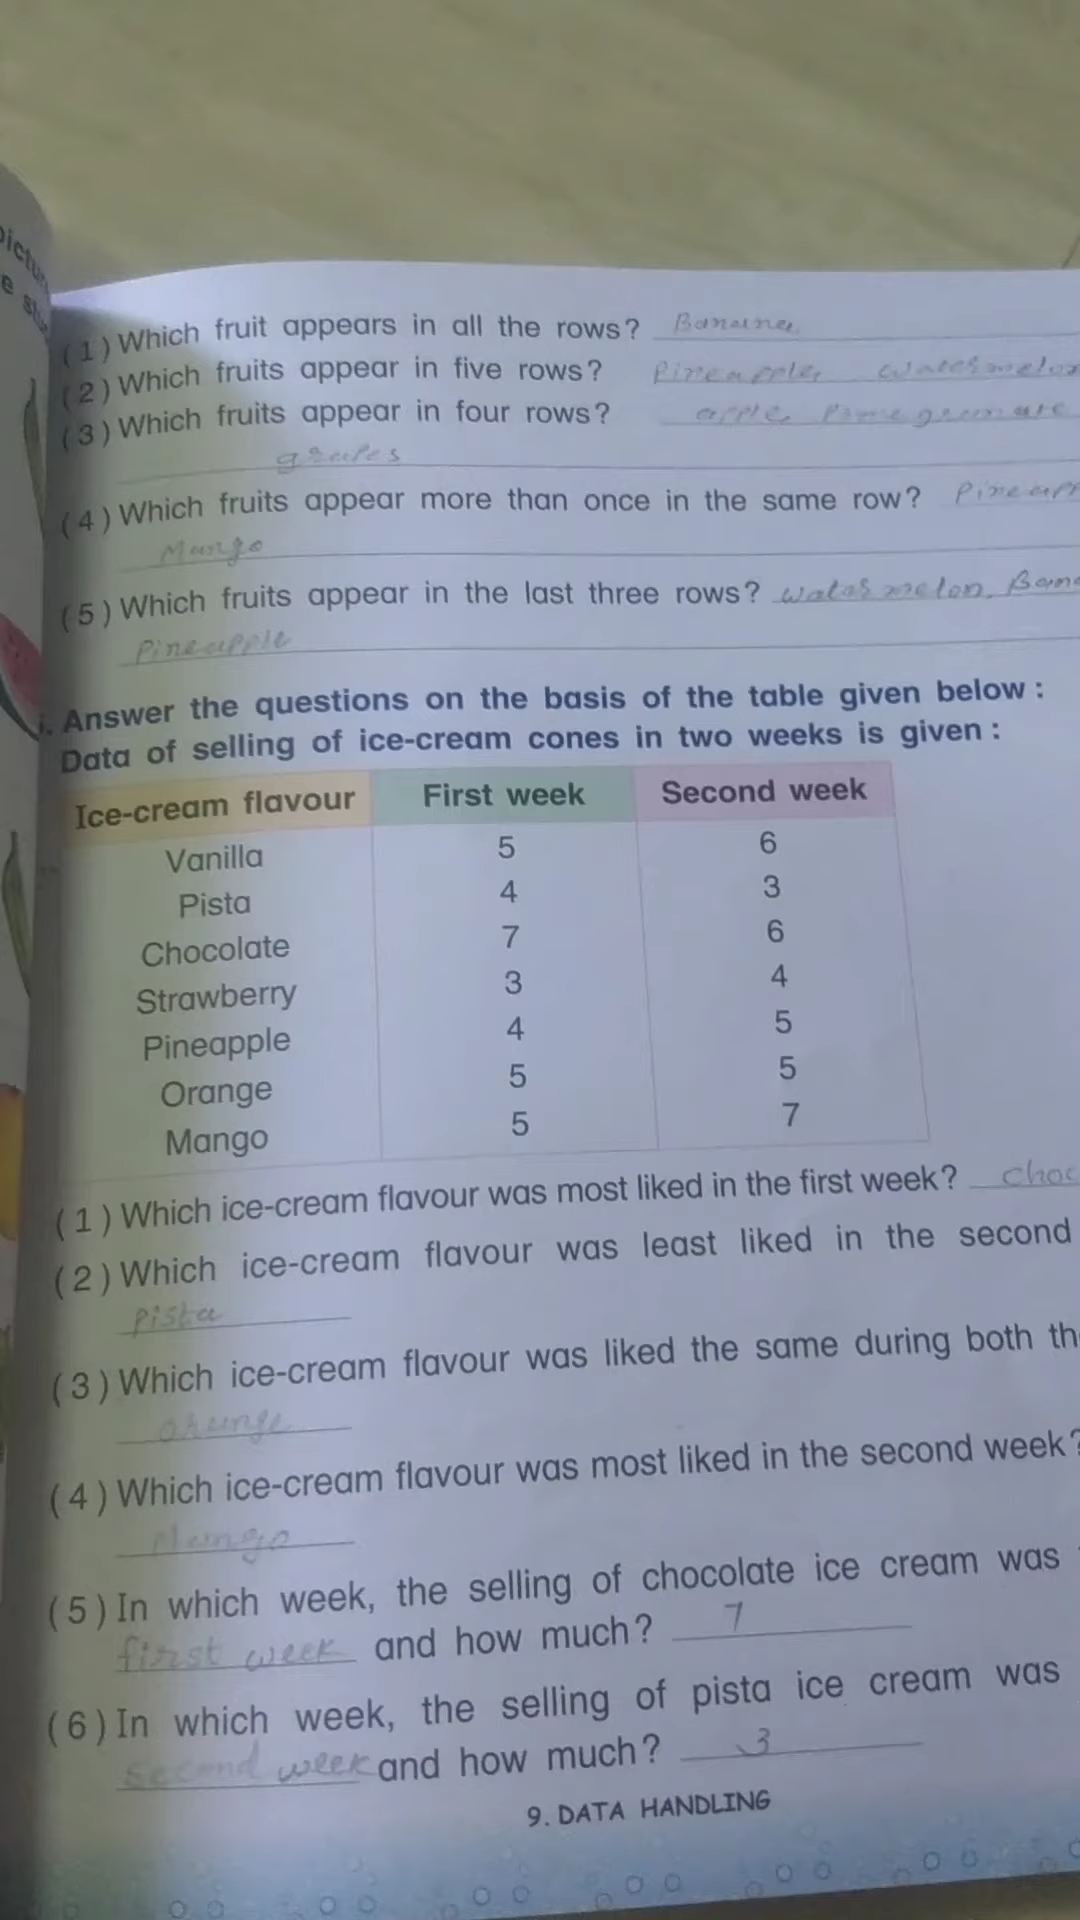 pictu
e stu
(1) Which fruit appears in all the rows? Banana
(2) Which fruits appear in five rows? Pineapple, watermelon
(3) Which fruits appear in four rows? apple,
grapes
(4) Which fruits appear more than once in the same row? Pineapp
Mango
(5) Which fruits appear in the last three rows? watermelon, Bana
Pineapple
. Answer the questions on the basis of the table given below :
Data of selling of ice-cream cones in two weeks is given :
Ice-cream flavour First week Second week
Vanilla 5 6
Pista 4 3
Chocolate 7 6
Strawberry 3 4
Pineapple 4 5
Orange 5 5
Mango 5 7
(1) Which ice-cream flavour was most liked in the first week? choc
(2) Which ice-cream flavour was least liked in the second
Pista
(3) Which ice-cream flavour was liked the same during both th
orange
(4) Which ice-cream flavour was most liked in the second week?
Mango
(5) In which week, the selling of chocolate ice cream was
first week and how much? 7
(6) In which week, the selling of pista ice cream was
second week and how much? 3
9. DATA HANDLING